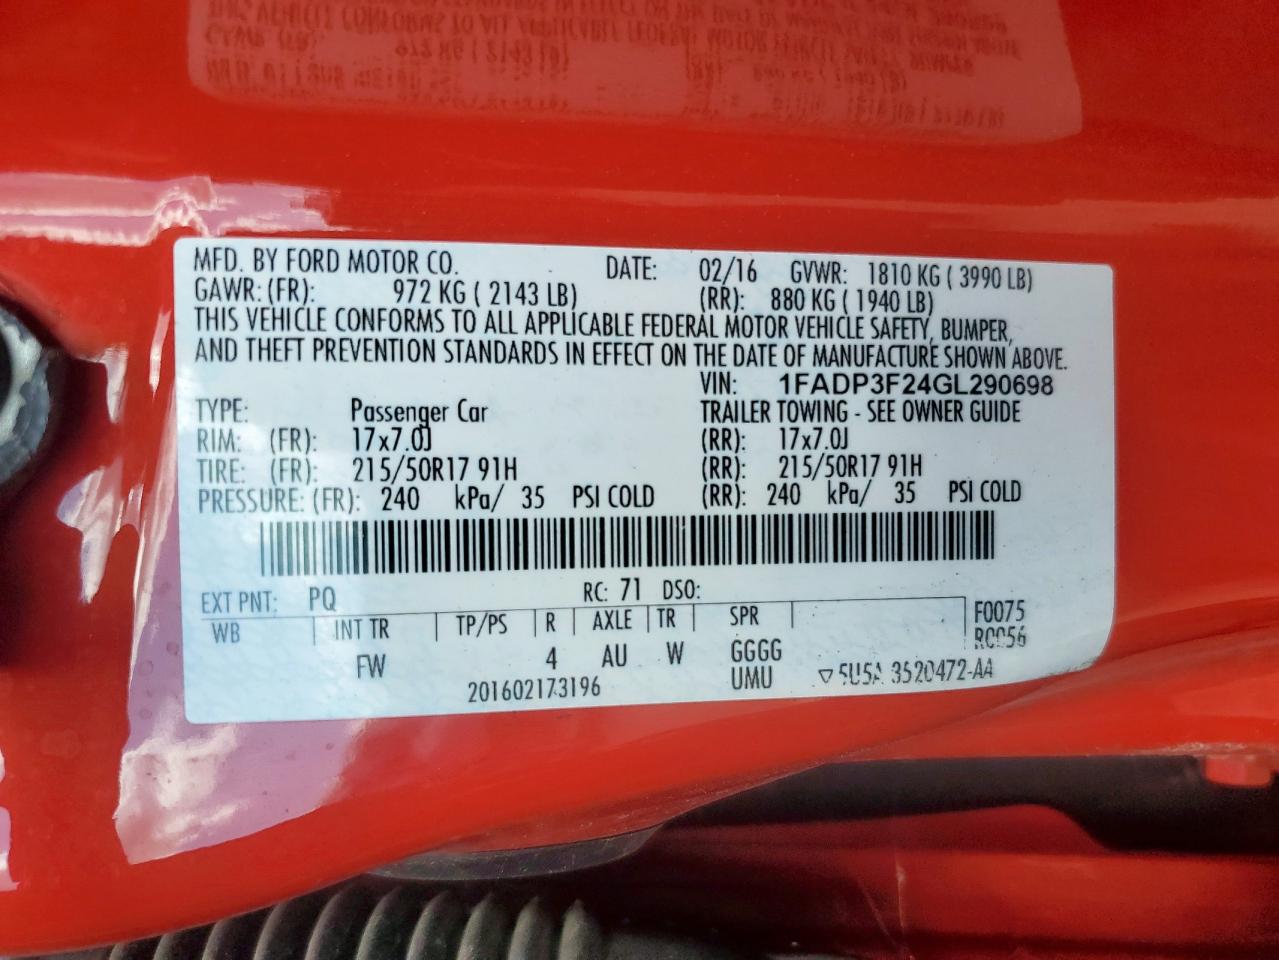 MFD. BY FORD MOTOR CO. DATE: 02/16 GVWR: 1810 KG ( 3990 LB)
GAWR: (FR): 972 KG ( 2143 LB) (RR): 880 KG ( 1940 LB)
THIS VEHICLE CONFORMS TO ALL APPLICABLE FEDERAL MOTOR VEHICLE SAFETY, BUMPER,
AND THEFT PREVENTION STANDARDS IN EFFECT ON THE DATE OF MANUFACTURE SHOWN ABOVE.
VIN: 1FADP3F24GL290698
TYPE: Passenger Car TRAILER TOWING - SEE OWNER GUIDE
RIM: (FR): 17x7.0J (RR): 17x7.0J
TIRE: (FR): 215/50R17 91H (RR): 215/50R17 91H
PRESSURE: (FR): 240 kPa/ 35 PSI COLD (RR): 240 kPa/ 35 PSI COLD
EXT PNT: PQ RC: 71 DSO:
WB INT TR TP/PS R AXLE TR SPR F0075
FW 4 AU W GGGG
201602173196 UMU